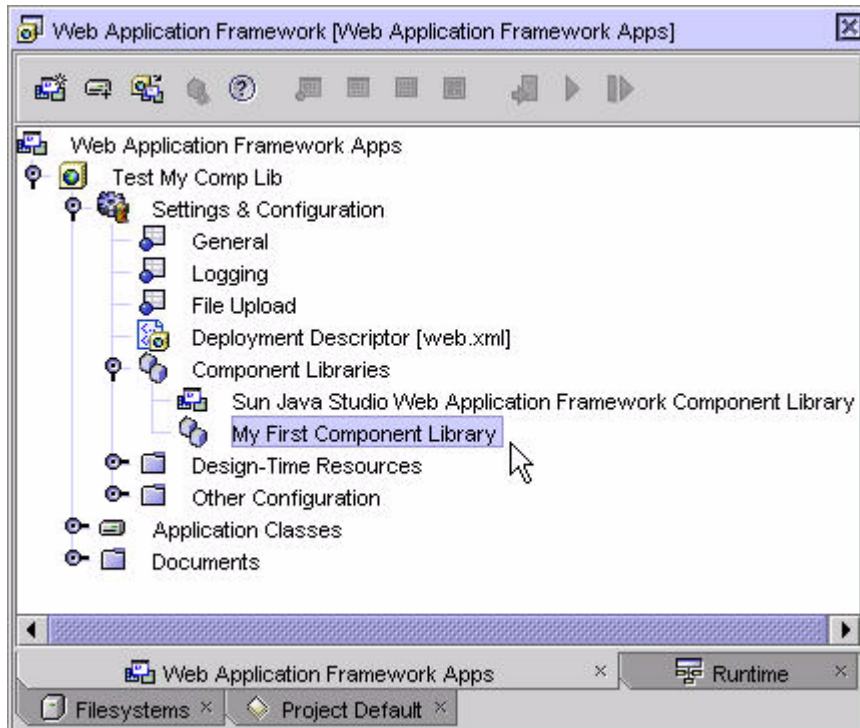 Web Application Framework [Web Application Framework Apps]
Web Application Framework Apps
Test My Comp Lib
Settings & Configuration
General
Logging
File Upload
Deployment Descriptor [web.xml]
Component Libraries
Sun Java Studio Web Application Framework Component Library
My First Component Library
Design-Time Resources
Other Configuration
Application Classes
Documents
Web Application Framework Apps
Runtime
Filesystems
Project Default